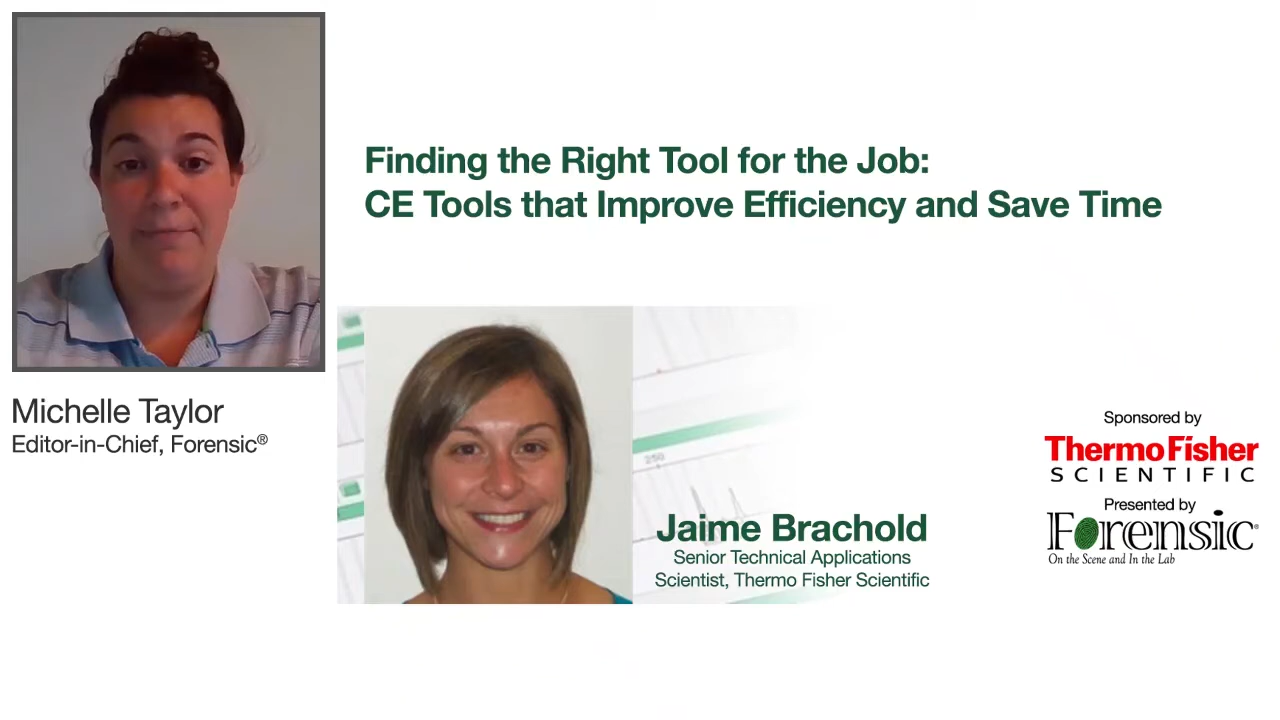 Finding the Right Tool for the Job:
CE Tools that Improve Efficiency and Save Time
Michelle Taylor
Editor-in-Chief, Forensic®
250
Jaime Brachold
Senior Technical Applications
Scientist, Thermo Fisher Scientific
Sponsored by
ThermoFisher
SCIENTIFIC
Presented by
Forensic®
On the Scene and In the Lab